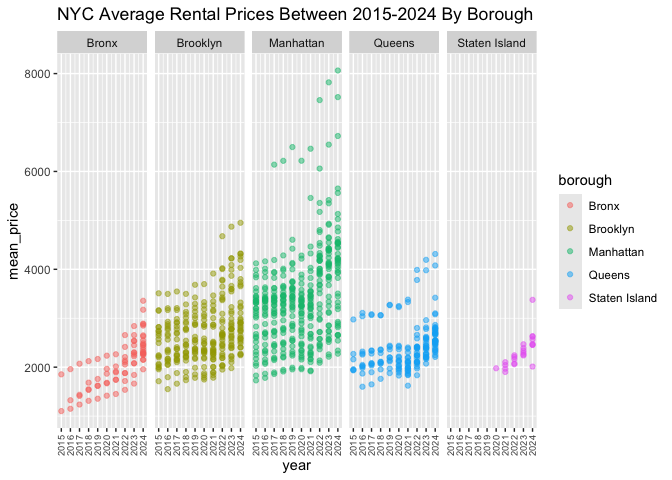 NYC Average Rental Prices Between 2015-2024 By Borough
Bronx Brooklyn Manhattan Queens Staten Island
8000
6000
4000
2000
mean_price
2015 2016 2017 2018 2019 2020 2021 2022 2023 2024
2015 2016 2017 2018 2019 2020 2021 2022 2023 2024
2015 2016 2017 2018 2019 2020 2021 2022 2023 2024
2015 2016 2017 2018 2019 2020 2021 2022 2023 2024
2015 2016 2017 2018 2019 2020 2021 2022 2023 2024
year
borough
Bronx
Brooklyn
Manhattan
Queens
Staten Island